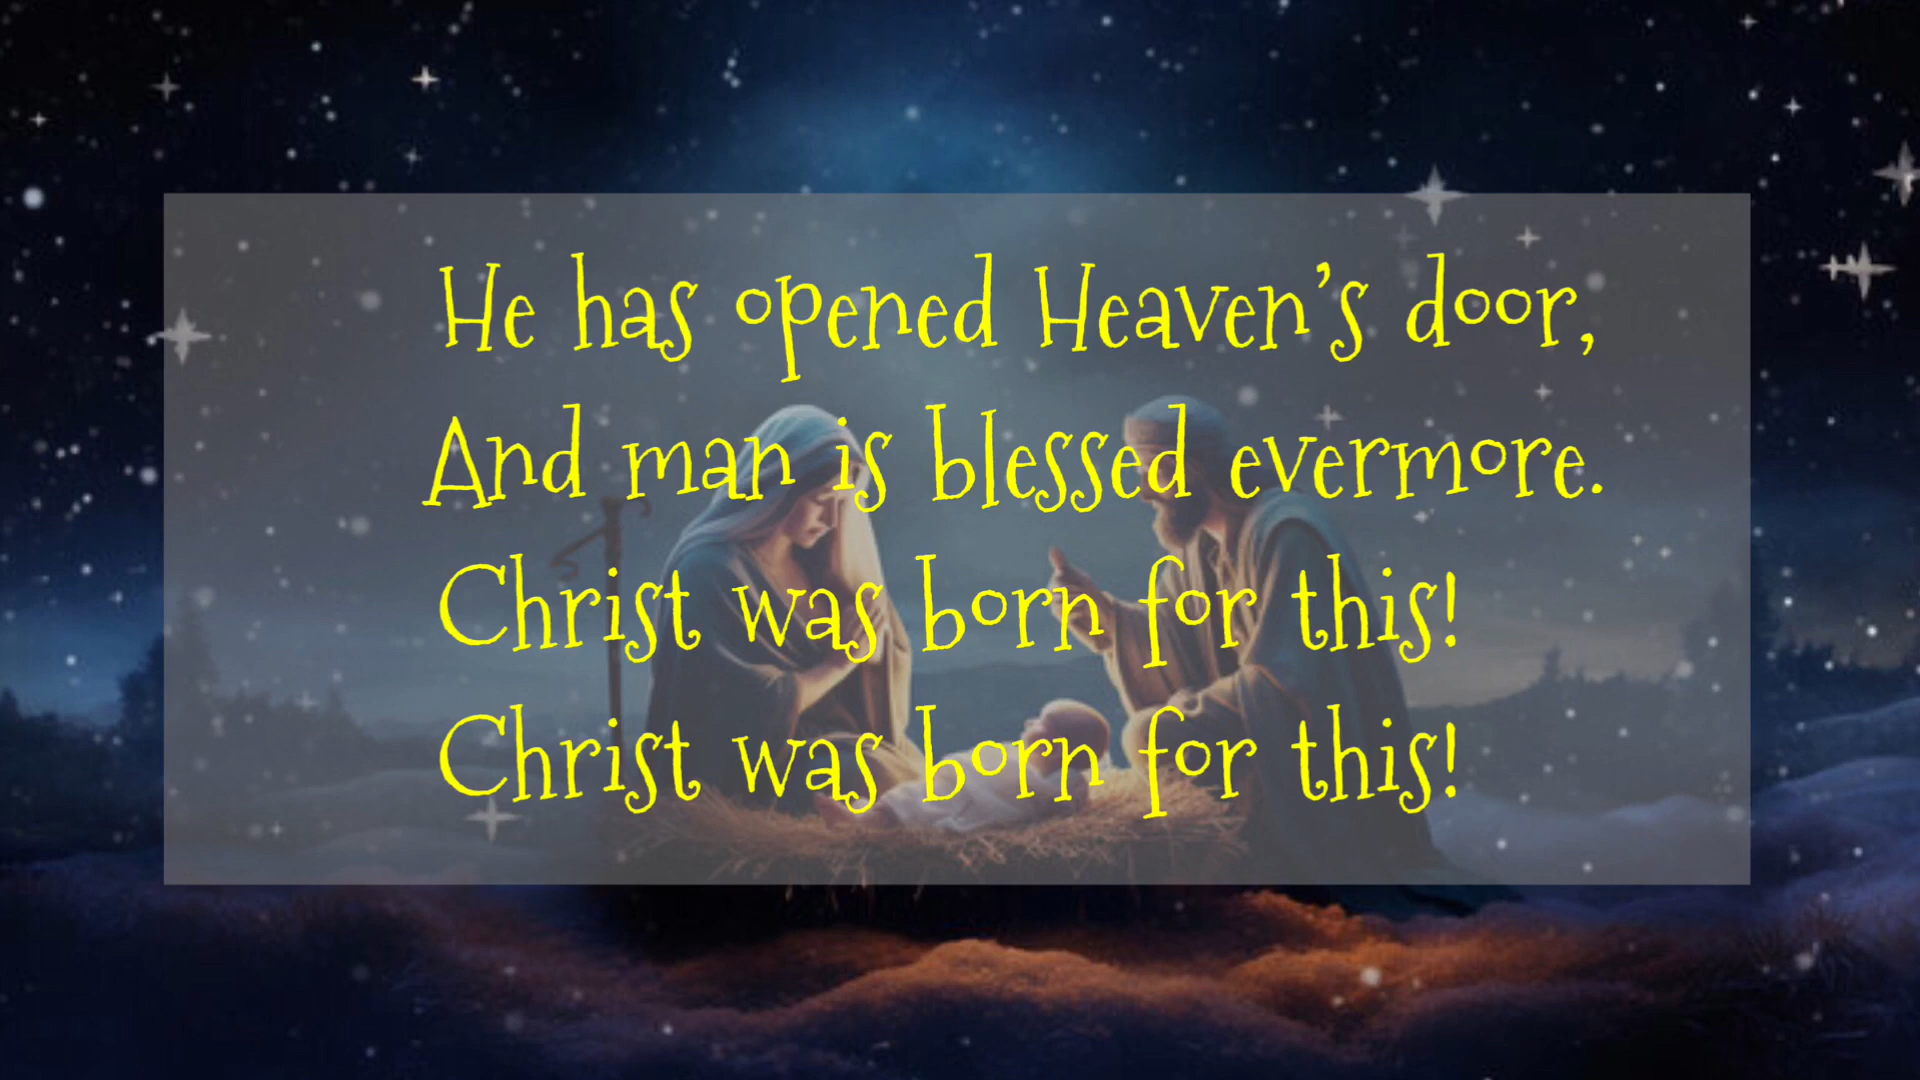 He has opened Heaven's door,
And man is blessed evermore.
Christ was born for this!
Christ was born for this!